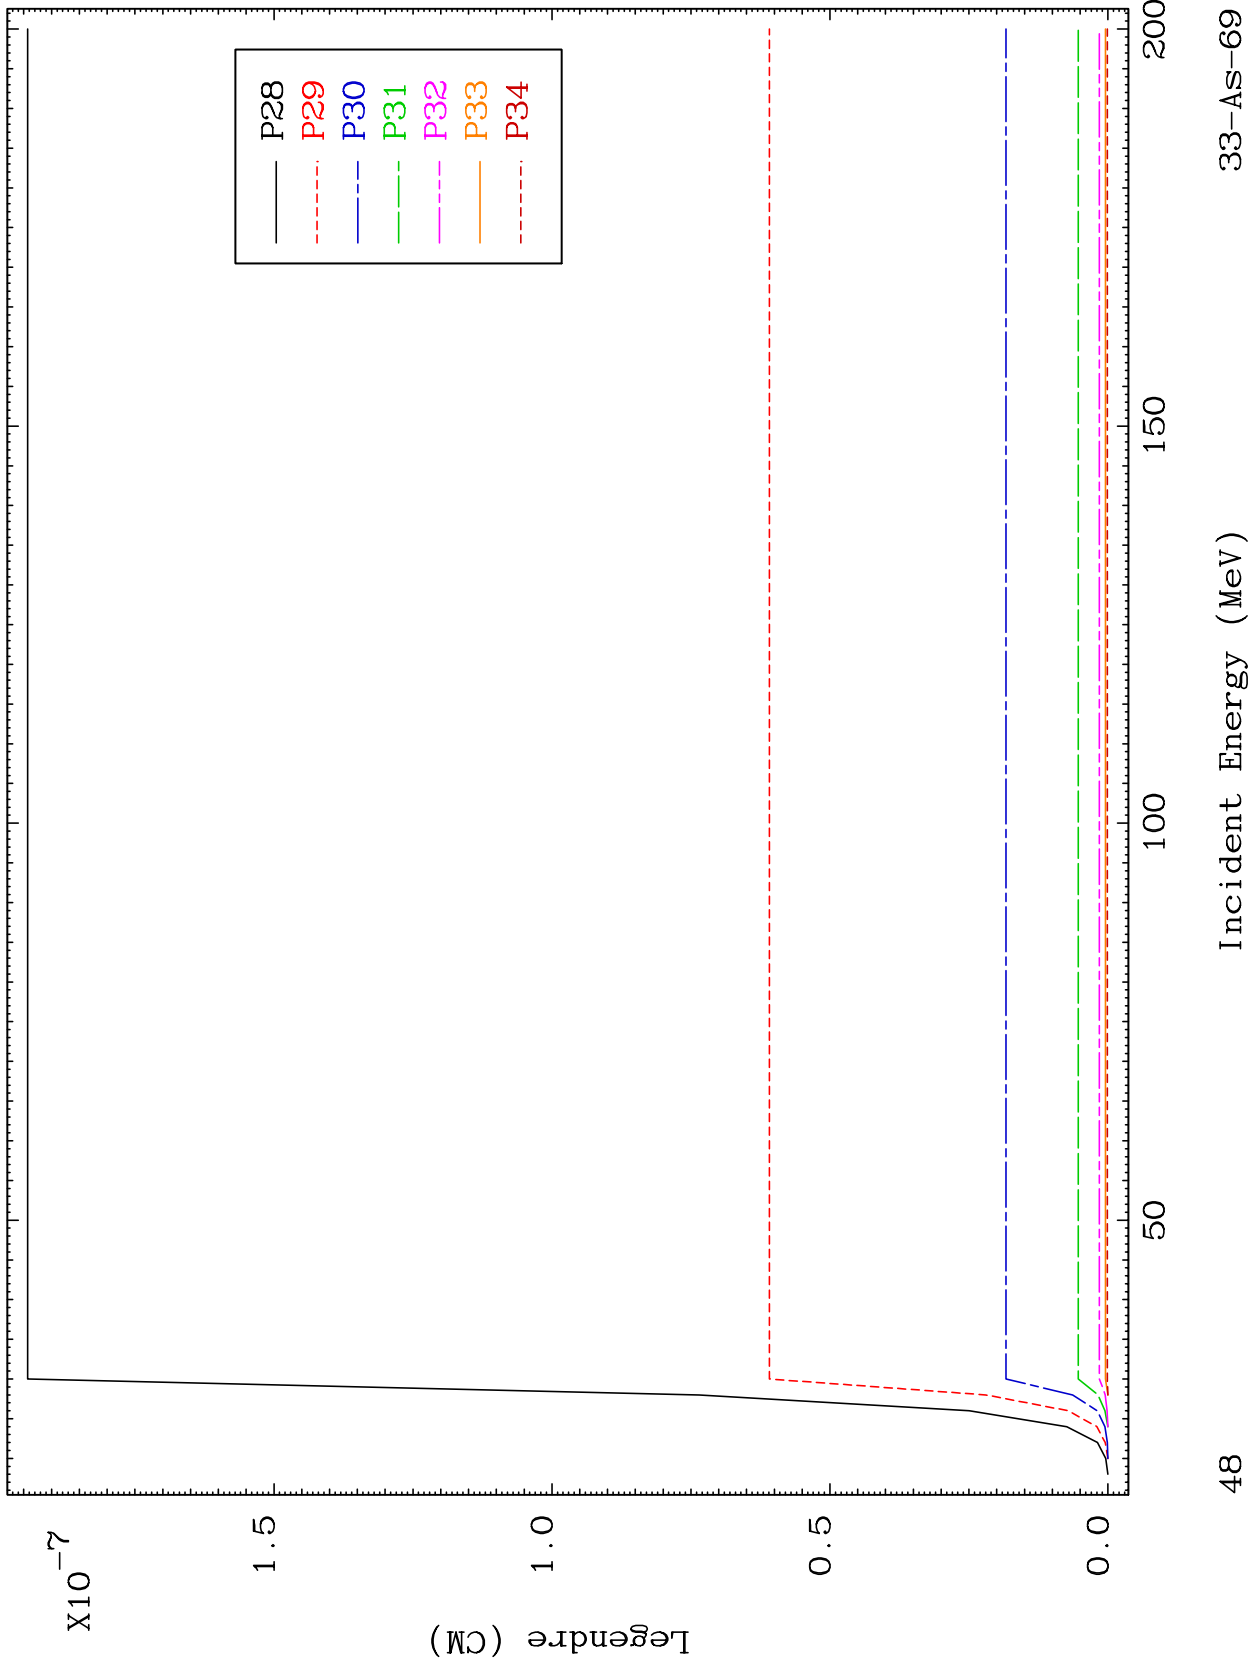 X10-7
1.5
1.0
0.5
0.0
Legendre (CM)
P28
P29
P30
P31
P32
P33
P34
50
100
150
200
Incident Energy (MeV)
48
33-As-69